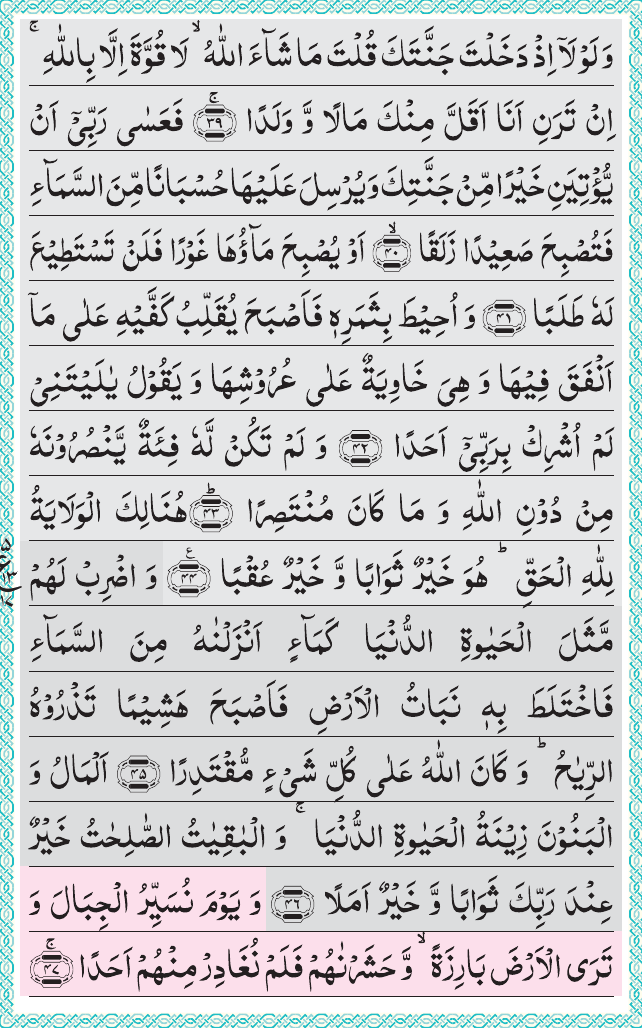 وَلَوْلَآ اِذْ دَخَلْتَ جَنَّتَكَ قُلْتَ مَا شَآءَ اللّٰهُ ۙ لَا قُوَّةَ اِلَّا بِاللّٰهِ ۚ
اِنْ تَرَنِ اَنَا اَقَلَّ مِنْكَ مَالًا وَّ وَلَدًا ۚ﴿۳۹﴾ فَعَسٰی رَبِّیْۤ اَنْ
یُّؤْتِیَنِ خَیْرًا مِّنْ جَنَّتِكَ وَیُرْسِلَ عَلَیْهَا حُسْبَانًا مِّنَ السَّمَآءِ
فَتُصْبِحَ صَعِیْدًا زَلَقًا ۙ﴿۴۰﴾ اَوْ یُصْبِحَ مَآؤُهَا غَوْرًا فَلَنْ تَسْتَطِیْعَ
لَهٗ طَلَبًا ﴿۴۱﴾ وَ اُحِیْطَ بِثَمَرِهٖ فَاَصْبَحَ یُقَلِّبُ كَفَّیْهِ عَلٰی مَاۤ
اَنْفَقَ فِیْهَا وَ هِیَ خَاوِیَةٌ عَلٰی عُرُوْشِهَا وَ یَقُوْلُ یٰلَیْتَنِیْ
لَمْ اُشْرِكْ بِرَبِّیْۤ اَحَدًا ﴿۴۲﴾ وَ لَمْ تَكُنْ لَّهٗ فِئَةٌ یَّنْصُرُوْنَهٗ
مِنْ دُوْنِ اللّٰهِ وَ مَا كَانَ مُنْتَصِرًا ؕ﴿۴۳﴾ هُنَالِكَ الْوَلَایَةُ
لِلّٰهِ الْحَقِّ ؕ هُوَ خَیْرٌ ثَوَابًا وَّ خَیْرٌ عُقْبًا ﴿۴۴﴾ع وَ اضْرِبْ لَهُمْ
مَّثَلَ الْحَیٰوةِ الدُّنْیَا كَمَآءٍ اَنْزَلْنٰهُ مِنَ السَّمَآءِ
فَاخْتَلَطَ بِهٖ نَبَاتُ الْاَرْضِ فَاَصْبَحَ هَشِیْمًا تَذْرُوْهُ
الرِّیٰحُ ؕ وَ كَانَ اللّٰهُ عَلٰی كُلِّ شَیْءٍ مُّقْتَدِرًا ﴿۴۵﴾ اَلْمَالُ وَ
الْبَنُوْنَ زِیْنَةُ الْحَیٰوةِ الدُّنْیَا ۚ وَ الْبٰقِیٰتُ الصّٰلِحٰتُ خَیْرٌ
عِنْدَ رَبِّكَ ثَوَابًا وَّ خَیْرٌ اَمَلًا ﴿۴۶﴾ وَ یَوْمَ نُسَیِّرُ الْجِبَالَ وَ
تَرَی الْاَرْضَ بَارِزَةً ۙ وَّ حَشَرْنٰهُمْ فَلَمْ نُغَادِرْ مِنْهُمْ اَحَدًا ۚ﴿۴۷﴾